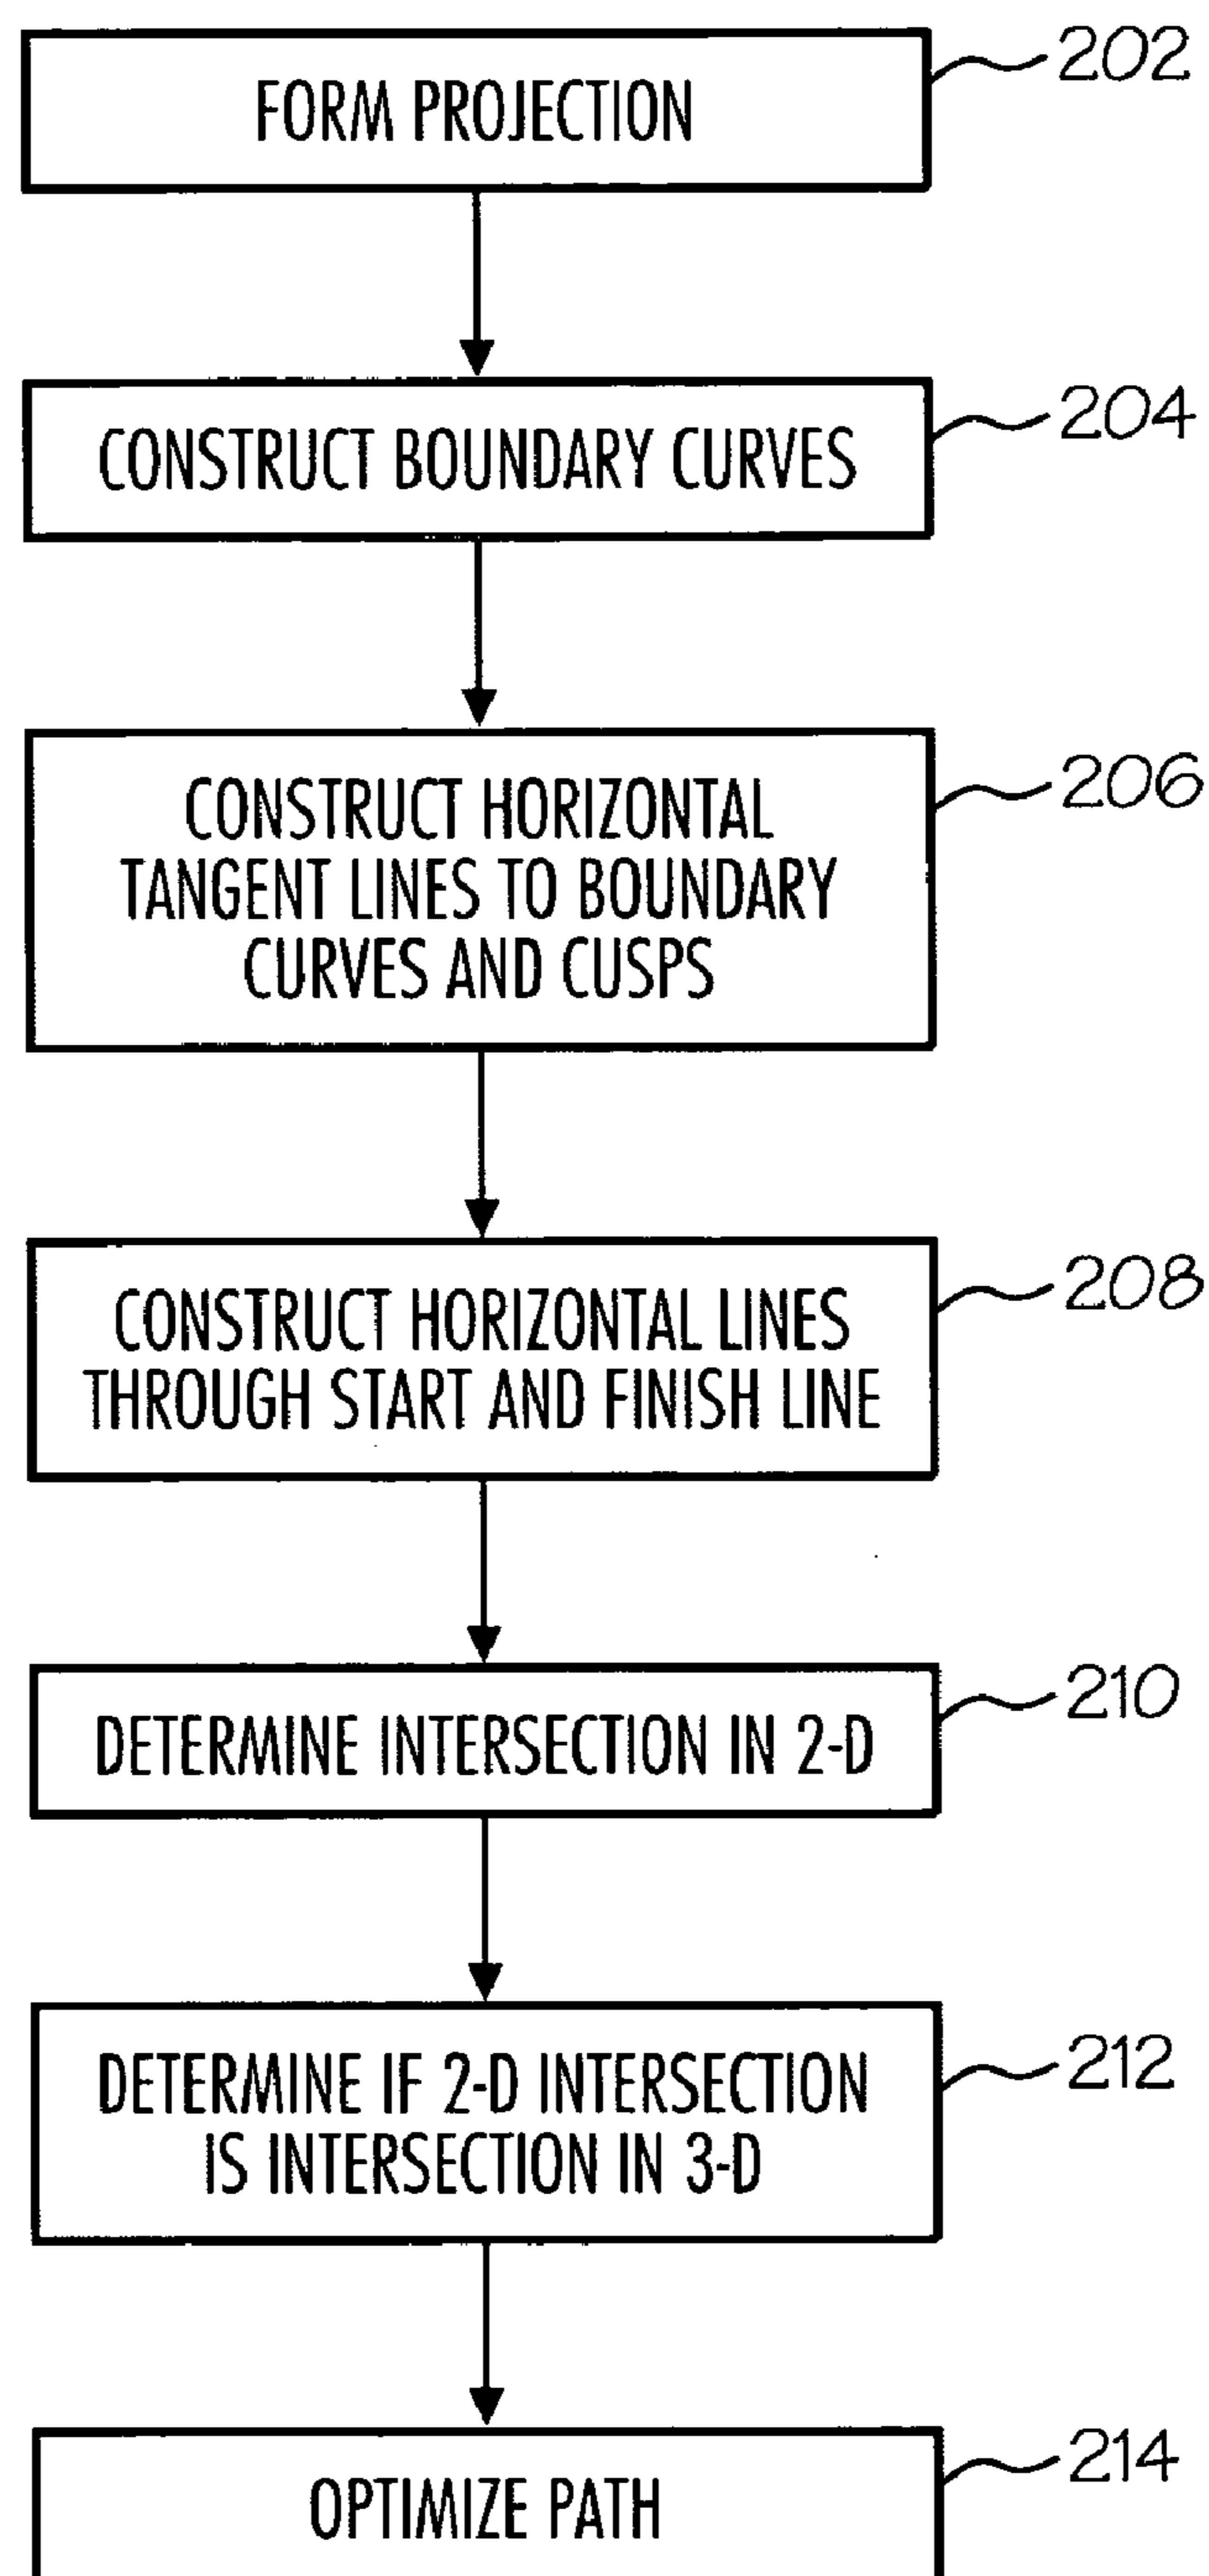 FORM PROJECTION
202
CONSTRUCT BOUNDARY CURVES
204
CONSTRUCT HORIZONTAL
TANGENT LINES TO BOUNDARY
CURVES AND CUSPS
206
CONSTRUCT HORIZONTAL LINES
THROUGH START AND FINISH LINE
208
DETERMINE INTERSECTION IN 2-D
210
DETERMINE IF 2-D INTERSECTION
IS INTERSECTION IN 3-D
212
OPTIMIZE PATH
214